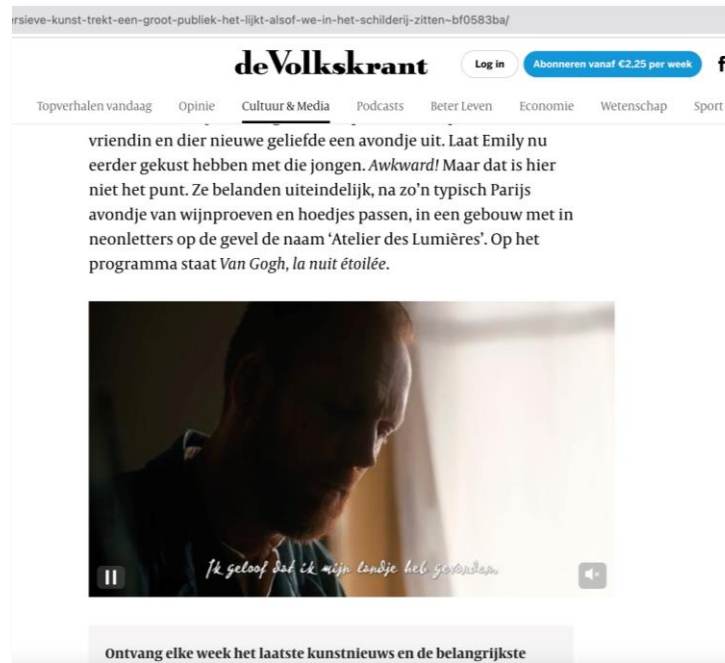 ersieve-kunst-trekt-een-groot-publiek-het-lijkt-alsof-we-in-het-schilderij-zitten~bf0583ba/
de Volkskrant
Log in
Abonneren vanaf €2,25 per week
f
Topverhalen vandaag Opinie Cultuur & Media Podcasts Beter Leven Economie Wetenschap Sport
vriendin en dier nieuwe geliefde een avondje uit. Laat Emily nu
eerder gekust hebben met die jongen. Awkward! Maar dat is hier
niet het punt. Ze belanden uiteindelijk, na zo’n typisch Parijs
avondje van wijnproeven en hoedjes passen, in een gebouw met in
neonletters op de gevel de naam ‘Atelier des Lumières’. Op het
programma staat Van Gogh, la nuit étoilée.
Ik geloof dat ik mijn landje heb gevonden.
Ontvang elke week het laatste kunstnieuws en de belangrijkste